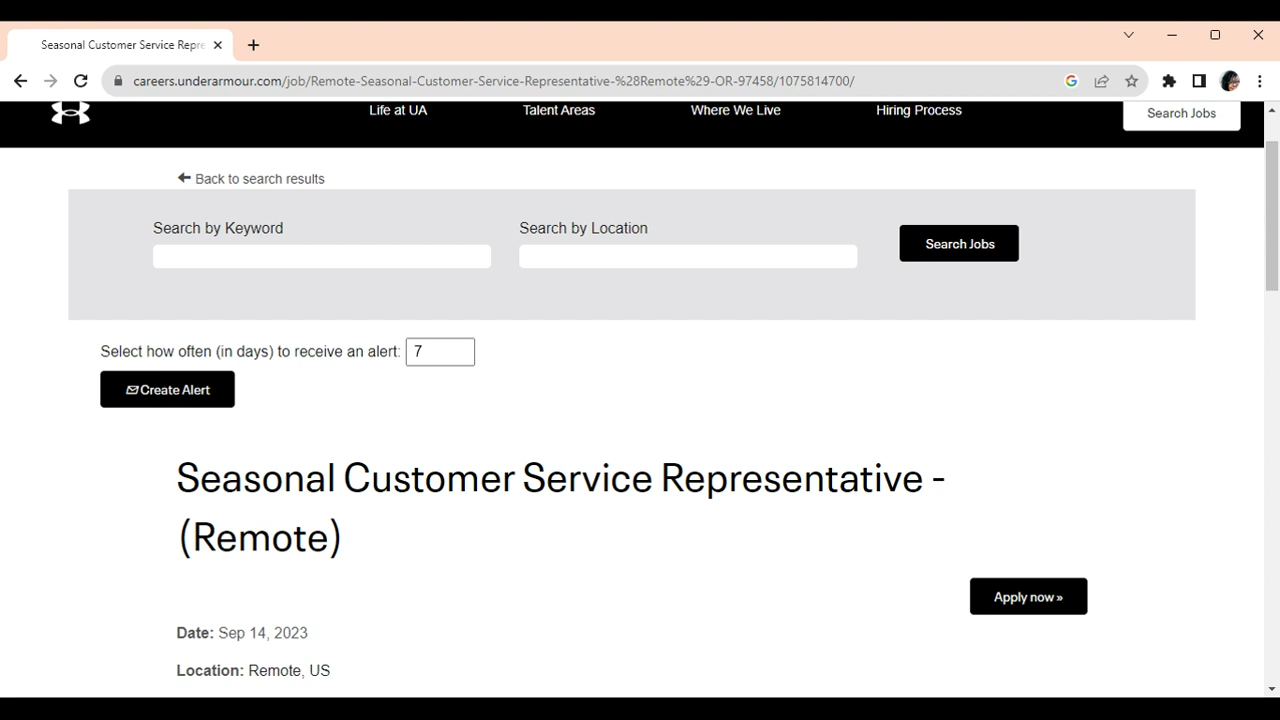 Seasonal Customer Service Repre
careers.underarmour.com/job/Remote-Seasonal-Customer-Service-Representative-%28Remote%29-OR-97458/1075814700/
Life at UA Talent Areas Where We Live Hiring Process Search Jobs
Back to search results
Search by Keyword Search by Location
Search Jobs
Select how often (in days) to receive an alert: 7
Create Alert
Seasonal Customer Service Representative -
(Remote)
Apply now »
Date: Sep 14, 2023
Location: Remote, US